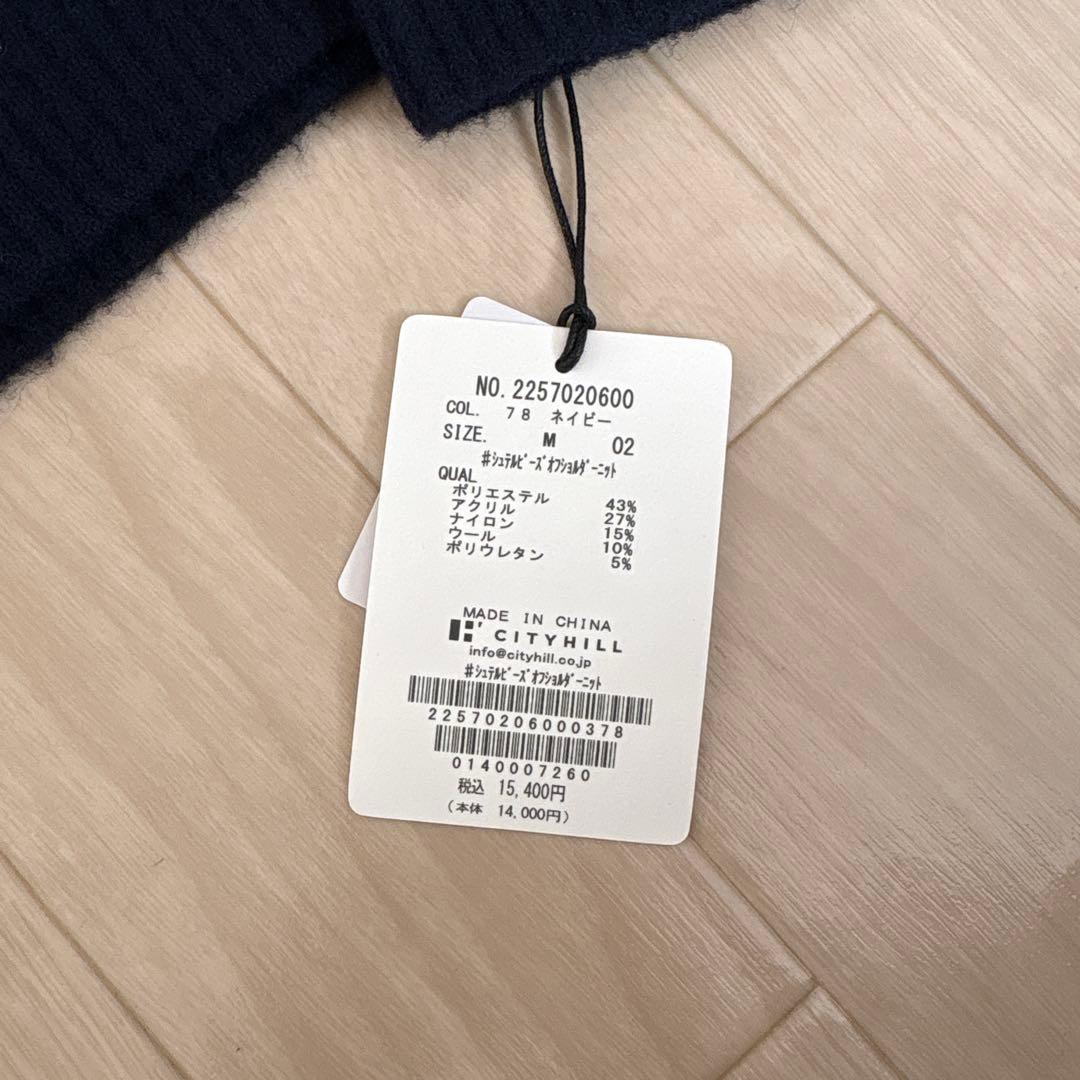 NO. 2257020600
COL. 78 ネイビー
SIZE. M 02
#ｼｭﾃﾙﾋﾞｰｽﾞｵﾌｼｮﾙﾀﾞｰﾆｯﾄ
QUAL
ポリエステル 43%
アクリル 27%
ナイロン 15%
ウール 10%
ポリウレタン 5%
MADE IN CHINA
CITYHILL
info@cityhill.co.jp
#ｼｭﾃﾙﾋﾞｰｽﾞｵﾌｼｮﾙﾀﾞｰﾆｯﾄ
22570206000378
0140007260
税込 15,400円
(本体 14,000円)